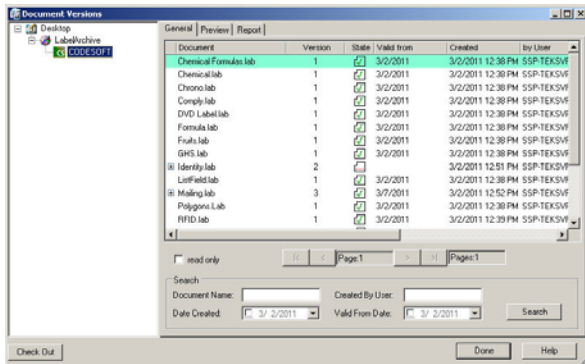 Document Versions
Desktop
LabelArchive
CODESOFT
General Preview Report
Document Version State Valid from Created by User
Chemical Formulas.lab 1 3/2/2011 3/2/2011 12:38 PM SSP-TEKSVF
Chemical.lab 1 3/2/2011 3/2/2011 12:38 PM SSP-TEKSVF
Chrono.lab 1 3/2/2011 3/2/2011 12:38 PM SSP-TEKSVF
Comply.lab 1 3/2/2011 3/2/2011 12:38 PM SSP-TEKSVF
DVD Label.lab 1 3/2/2011 3/2/2011 12:38 PM SSP-TEKSVF
Formula.lab 1 3/2/2011 3/2/2011 12:38 PM SSP-TEKSVF
Fruits.lab 1 3/2/2011 3/2/2011 12:38 PM SSP-TEKSVF
GHS.lab 1 3/2/2011 3/2/2011 12:38 PM SSP-TEKSVF
Identity.lab 2 3/2/2011 12:51 PM SSP-TEKSVF
ListField.lab 1 3/2/2011 3/2/2011 12:38 PM SSP-TEKSVF
Mailing.lab 3 3/7/2011 3/2/2011 12:52 PM SSP-TEKSVF
Polygons.Lab 1 3/2/2011 3/2/2011 12:38 PM SSP-TEKSVF
RFID.lab 1 3/2/2011 3/2/2011 12:39 PM SSP-TEKSVF
read only Page:1 Pages:1
Search
Document Name: Created By User:
Date Created: 3/ 2/2011 Valid From Date: 3/ 2/2011 Search
Check Out Done Help